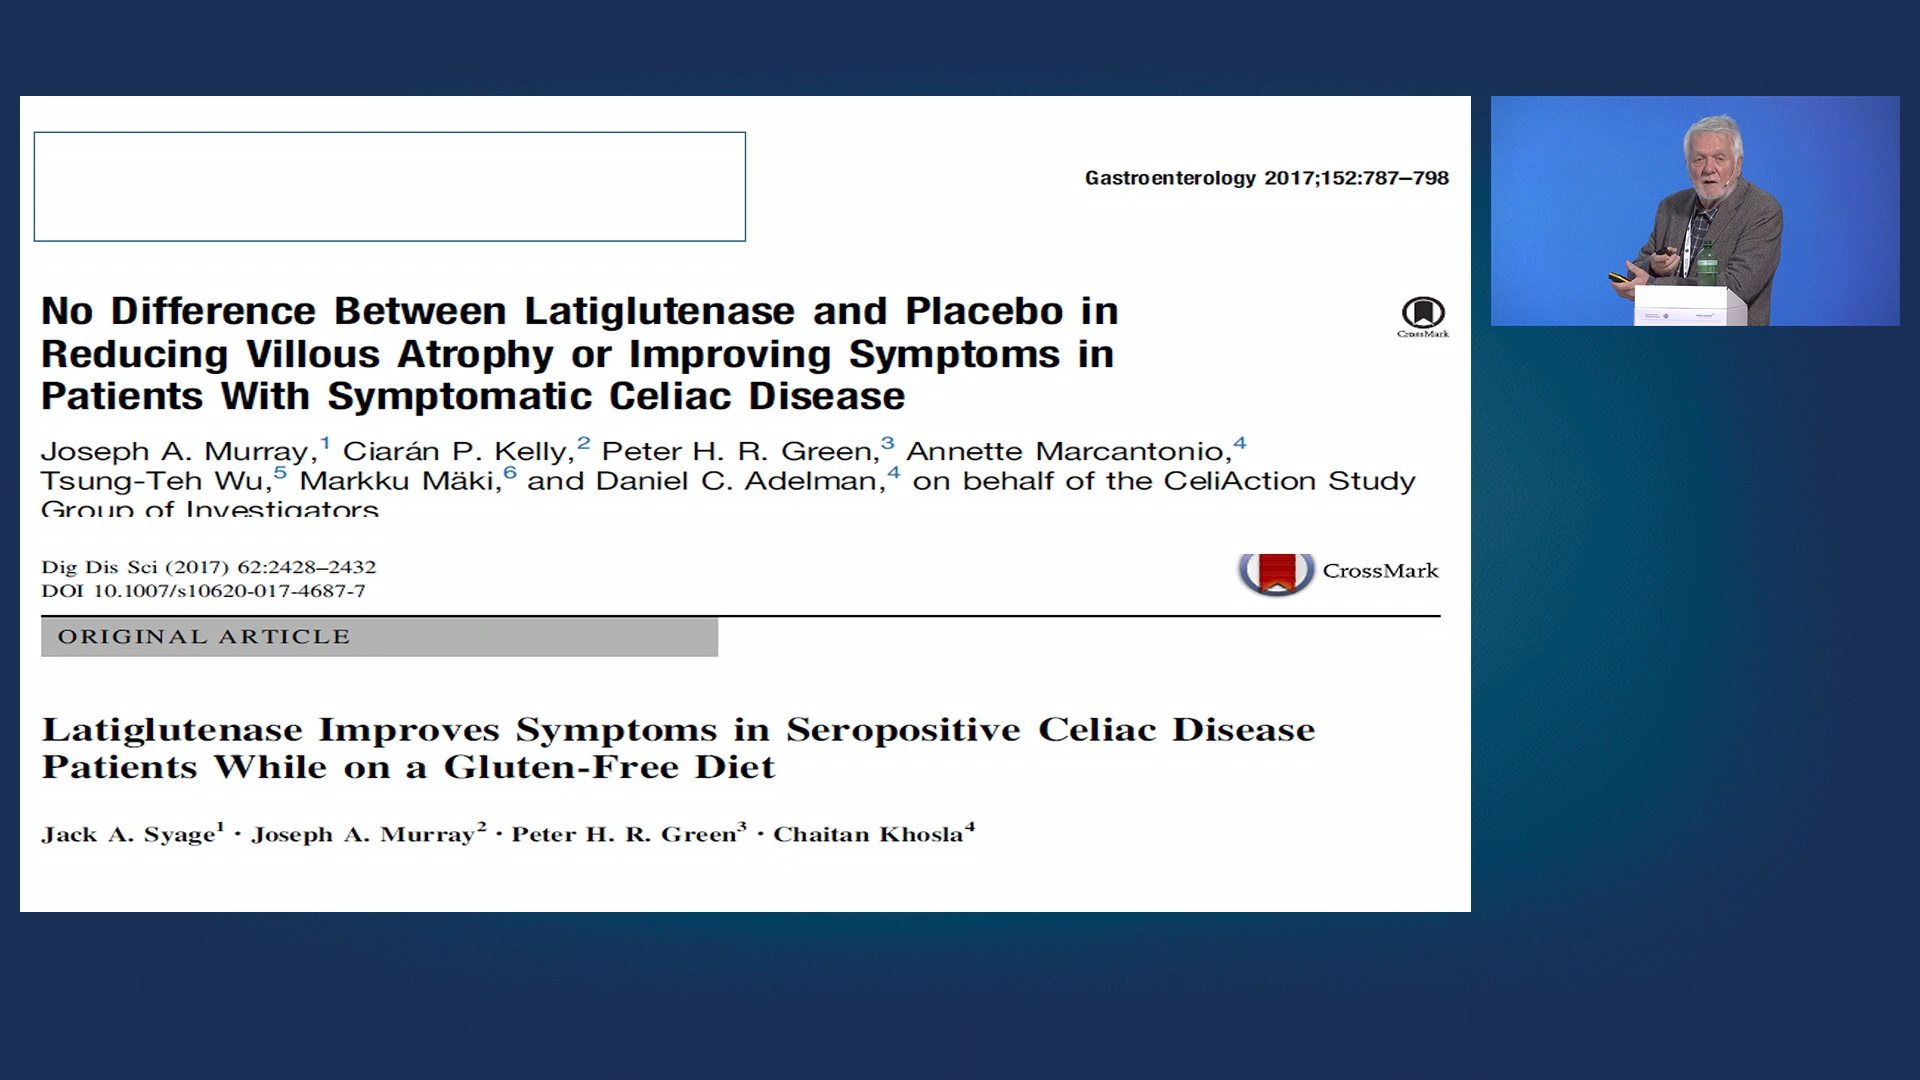 Gastroenterology 2017;152:787–798
No Difference Between Latiglutenase and Placebo in
Reducing Villous Atrophy or Improving Symptoms in
Patients With Symptomatic Celiac Disease
CrossMark
Joseph A. Murray,1 Ciarán P. Kelly,2 Peter H. R. Green,3 Annette Marcantonio,4
Tsung-Teh Wu,5 Markku Mäki,6 and Daniel C. Adelman,4 on behalf of the CeliAction Study
Group of Investigators
Dig Dis Sci (2017) 62:2428–2432
DOI 10.1007/s10620-017-4687-7
CrossMark
ORIGINAL ARTICLE
Latiglutenase Improves Symptoms in Seropositive Celiac Disease
Patients While on a Gluten-Free Diet
Jack A. Syage1 · Joseph A. Murray2 · Peter H. R. Green3 · Chaitan Khosla4